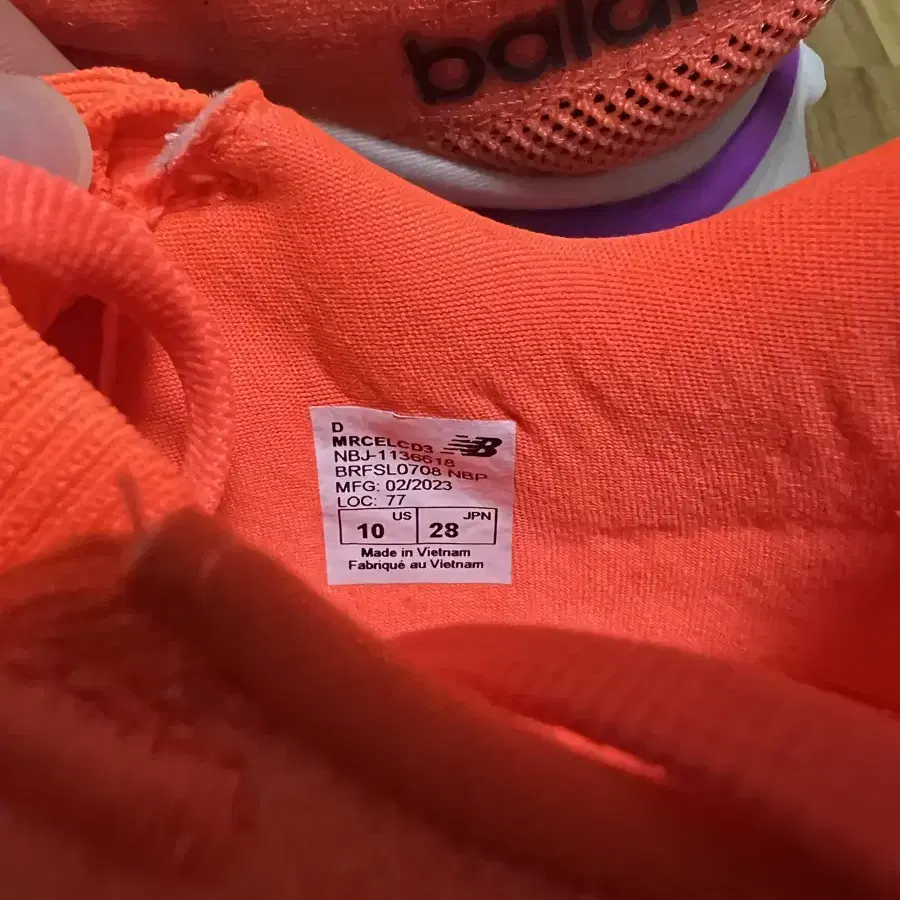 balan
D
MRCELCD3
NBJ-1136618
BRFSL0708 NBP
MFG: 02/2023
LOC: 77
US JPN
10 28
Made in Vietnam
Fabriqué au Vietnam